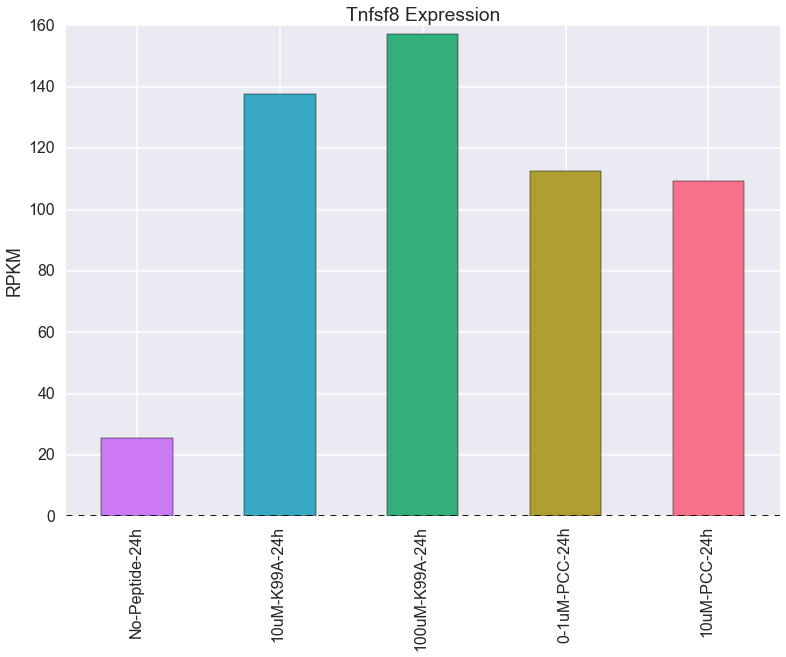 Tnfsf8 Expression
160
140
120
100
80
60
40
20
0
RPKM
No-Peptide-24h
10uM-K99A-24h
100uM-K99A-24h
0-1uM-PCC-24h
10uM-PCC-24h